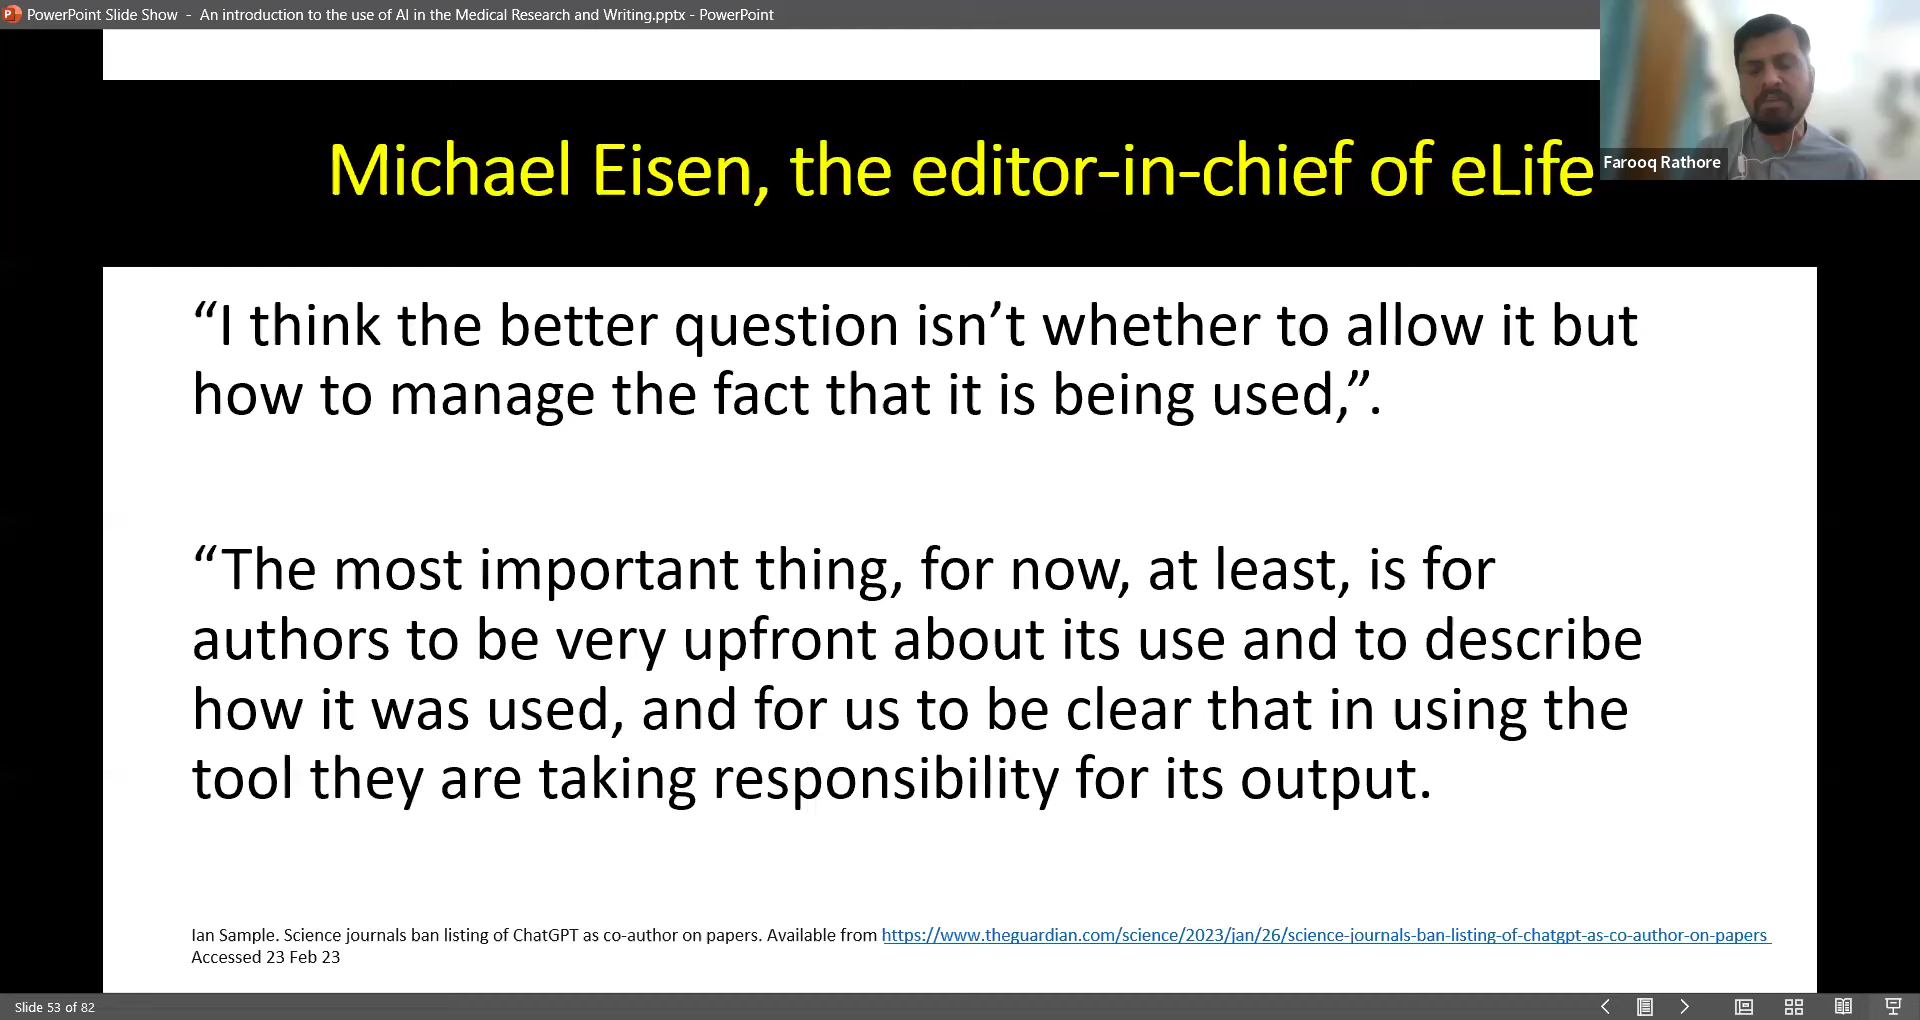 PowerPoint Slide Show - An introduction to the use of AI in the Medical Research and Writing.pptx - PowerPoint
Farooq Rathore
Michael Eisen, the editor-in-chief of eLife
“I think the better question isn’t whether to allow it but
how to manage the fact that it is being used,”.
“The most important thing, for now, at least, is for
authors to be very upfront about its use and to describe
how it was used, and for us to be clear that in using the
tool they are taking responsibility for its output.
Ian Sample. Science journals ban listing of ChatGPT as co-author on papers. Available from https://www.theguardian.com/science/2023/jan/26/science-journals-ban-listing-of-chatgpt-as-co-author-on-papers
Accessed 23 Feb 23
Slide 53 of 82